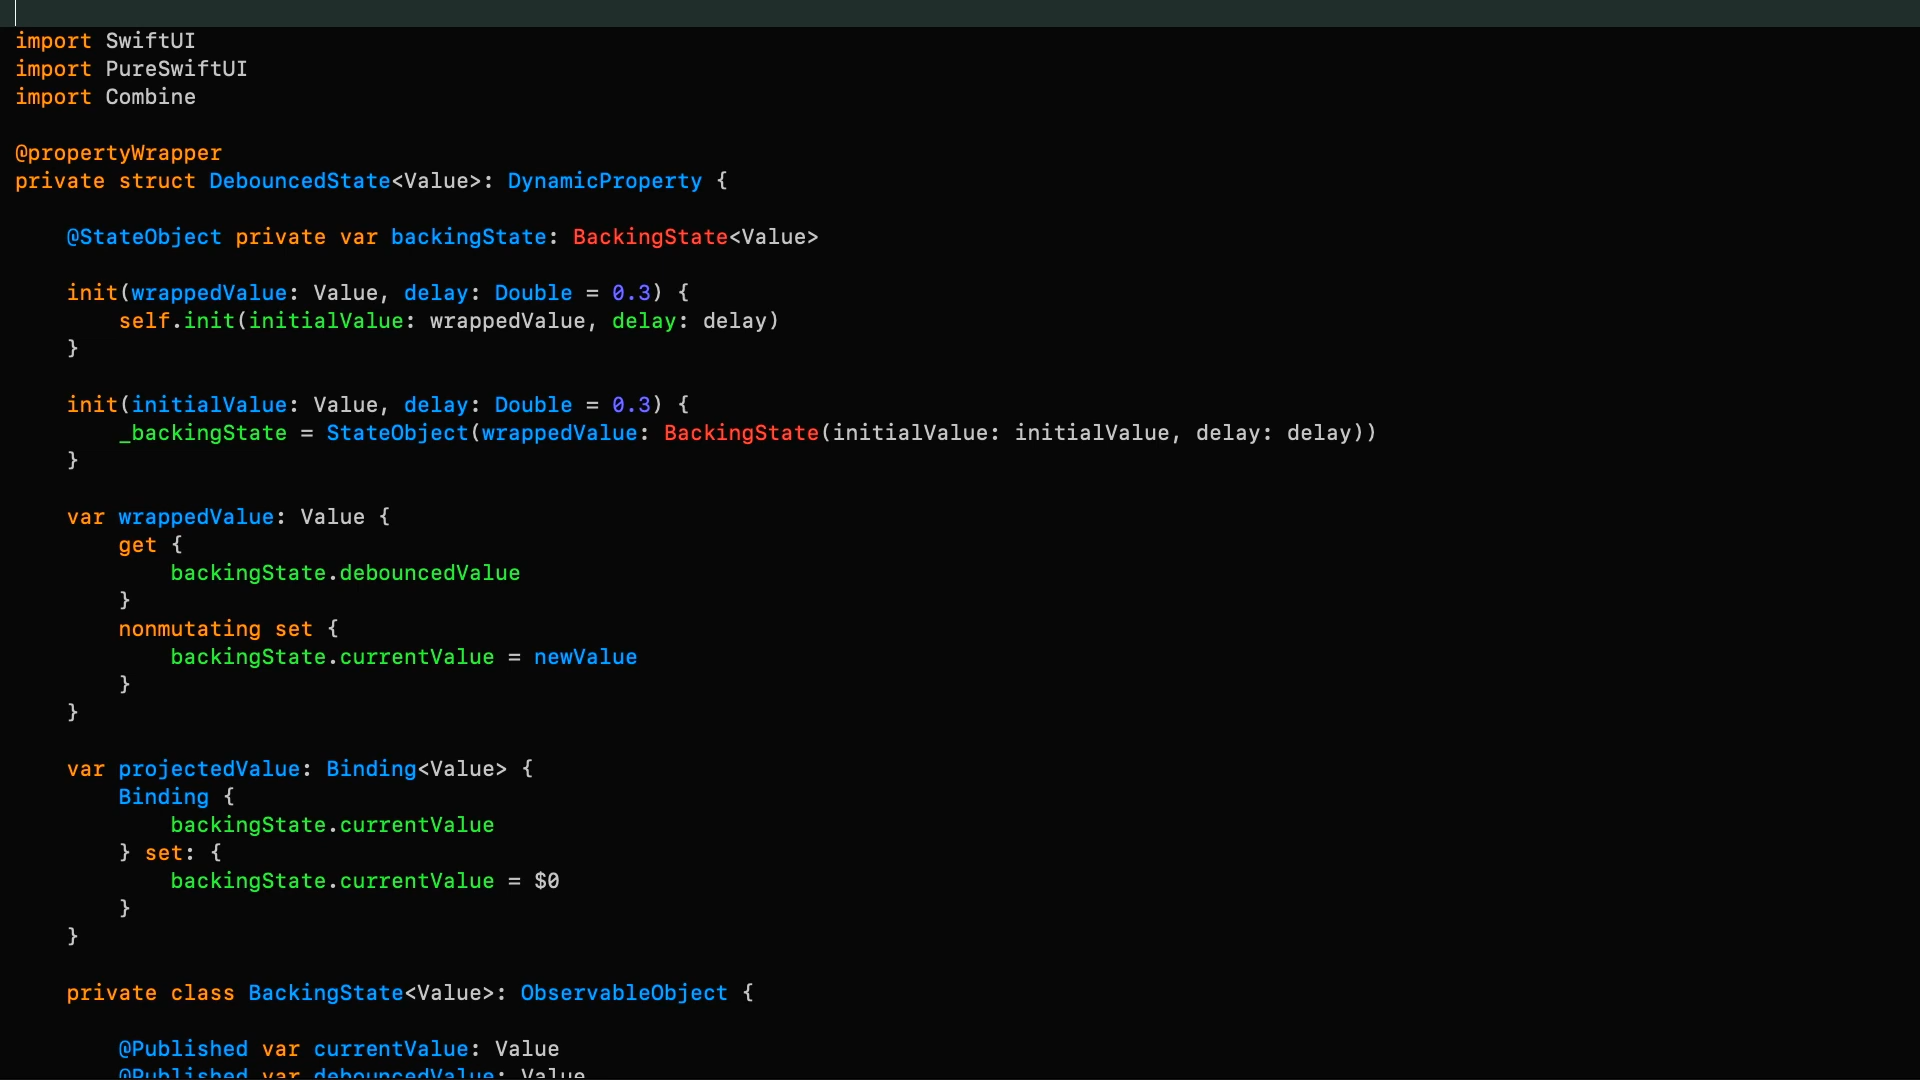 import SwiftUI
import PureSwiftUI
import Combine
@propertyWrapper
private struct DebouncedState<Value>: DynamicProperty {
@StateObject private var backingState: BackingState<Value>
init(wrappedValue: Value, delay: Double = 0.3) {
self.init(initialValue: wrappedValue, delay: delay)
}
init(initialValue: Value, delay: Double = 0.3) {
_backingState = StateObject(wrappedValue: BackingState(initialValue: initialValue, delay: delay))
}
var wrappedValue: Value {
get {
backingState.debouncedValue
}
nonmutating set {
backingState.currentValue = newValue
}
}
var projectedValue: Binding<Value> {
Binding {
backingState.currentValue
} set: {
backingState.currentValue = $0
}
}
private class BackingState<Value>: ObservableObject {
@Published var currentValue: Value
@Published var debouncedValue: Value